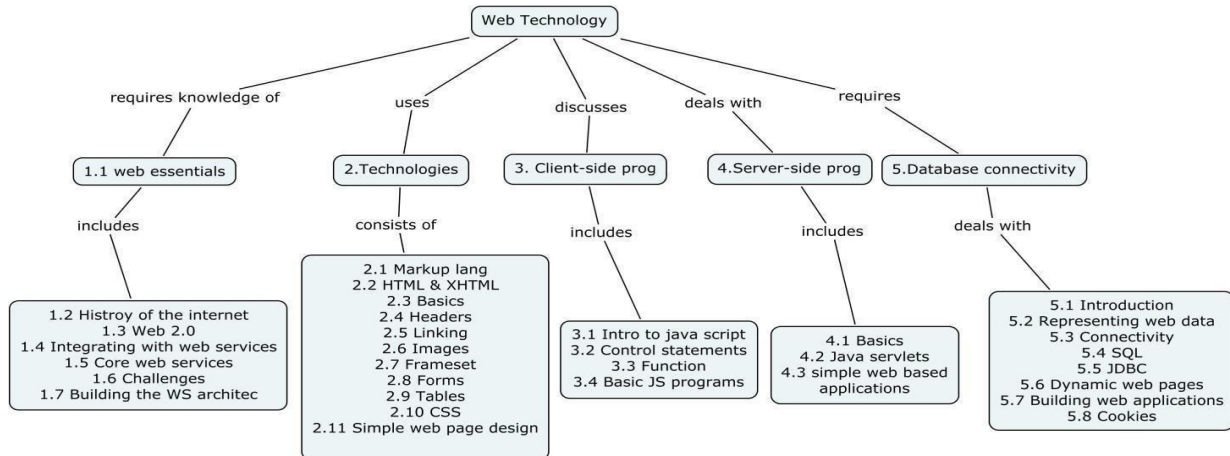 Web Technology
requires knowledge of
uses
discusses
deals with
requires
1.1 web essentials
2.Technologies
3. Client-side prog
4.Server-side prog
5.Database connectivity
includes
consists of
includes
includes
deals with
1.2 Histroy of the internet
1.3 Web 2.0
1.4 Integrating with web services
1.5 Core web services
1.6 Challenges
1.7 Building the WS architec
2.1 Markup lang
2.2 HTML & XHTML
2.3 Basics
2.4 Headers
2.5 Linking
2.6 Images
2.7 Frameset
2.8 Forms
2.9 Tables
2.10 CSS
2.11 Simple web page design
3.1 Intro to java script
3.2 Control statements
3.3 Function
3.4 Basic JS programs
4.1 Basics
4.2 Java servlets
4.3 simple web based
applications
5.1 Introduction
5.2 Representing web data
5.3 Connectivity
5.4 SQL
5.5 JDBC
5.6 Dynamic web pages
5.7 Building web applications
5.8 Cookies